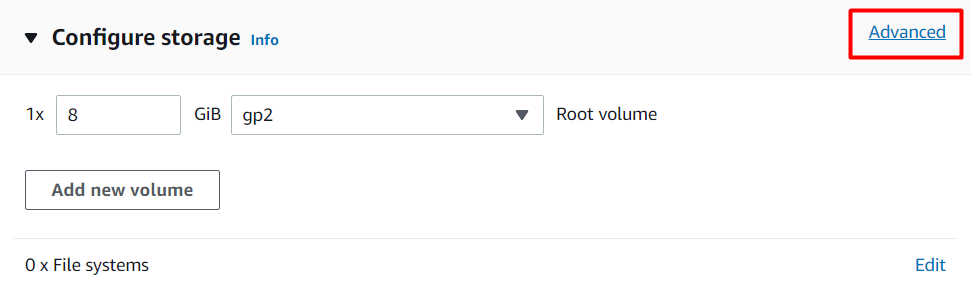 Configure storage Info Advanced
1x 8 GiB gp2 Root volume
Add new volume
0 x File systems Edit